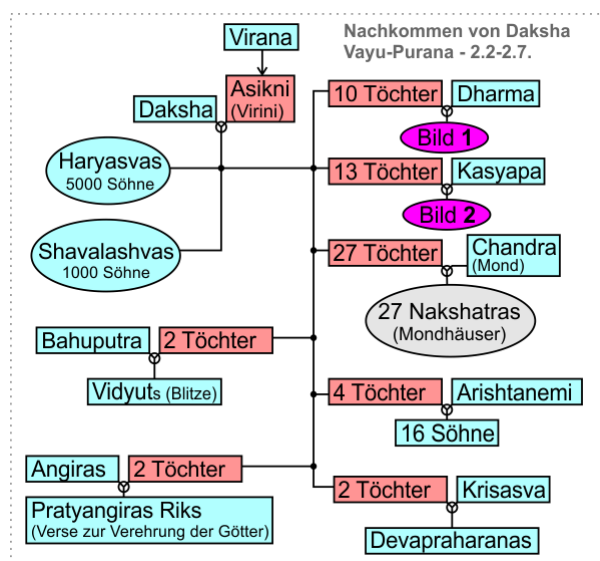 Nachkommen von Daksha
Vayu-Purana - 2.2-2.7.
Virana
Asikni
(Virini)
Daksha
Haryasvas
5000 Söhne
Shavalashvas
1000 Söhne
10 Töchter
Dharma
Bild 1
13 Töchter
Kasyapa
Bild 2
27 Töchter
Chandra
(Mond)
27 Nakshatras
(Mondhäuser)
Bahuputra
2 Töchter
Vidyuts (Blitze)
4 Töchter
Arishtanemi
16 Söhne
Angiras
2 Töchter
Pratyangiras Riks
(Verse zur Verehrung der Götter)
2 Töchter
Krisasva
Devapraharanas